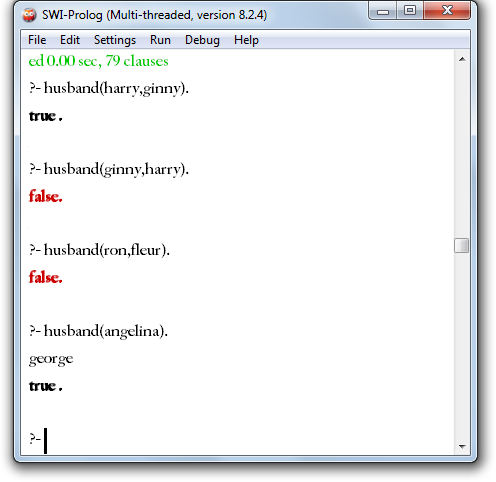 SWI-Prolog (Multi-threaded, version 8.2.4)
File Edit Settings Run Debug Help
ed 0.00 sec, 79 clauses
?- husband(harry,ginny).
true .
?- husband(ginny,harry).
false.
?- husband(ron,fleur).
false.
?- husband(angelina).
george
true .
?-